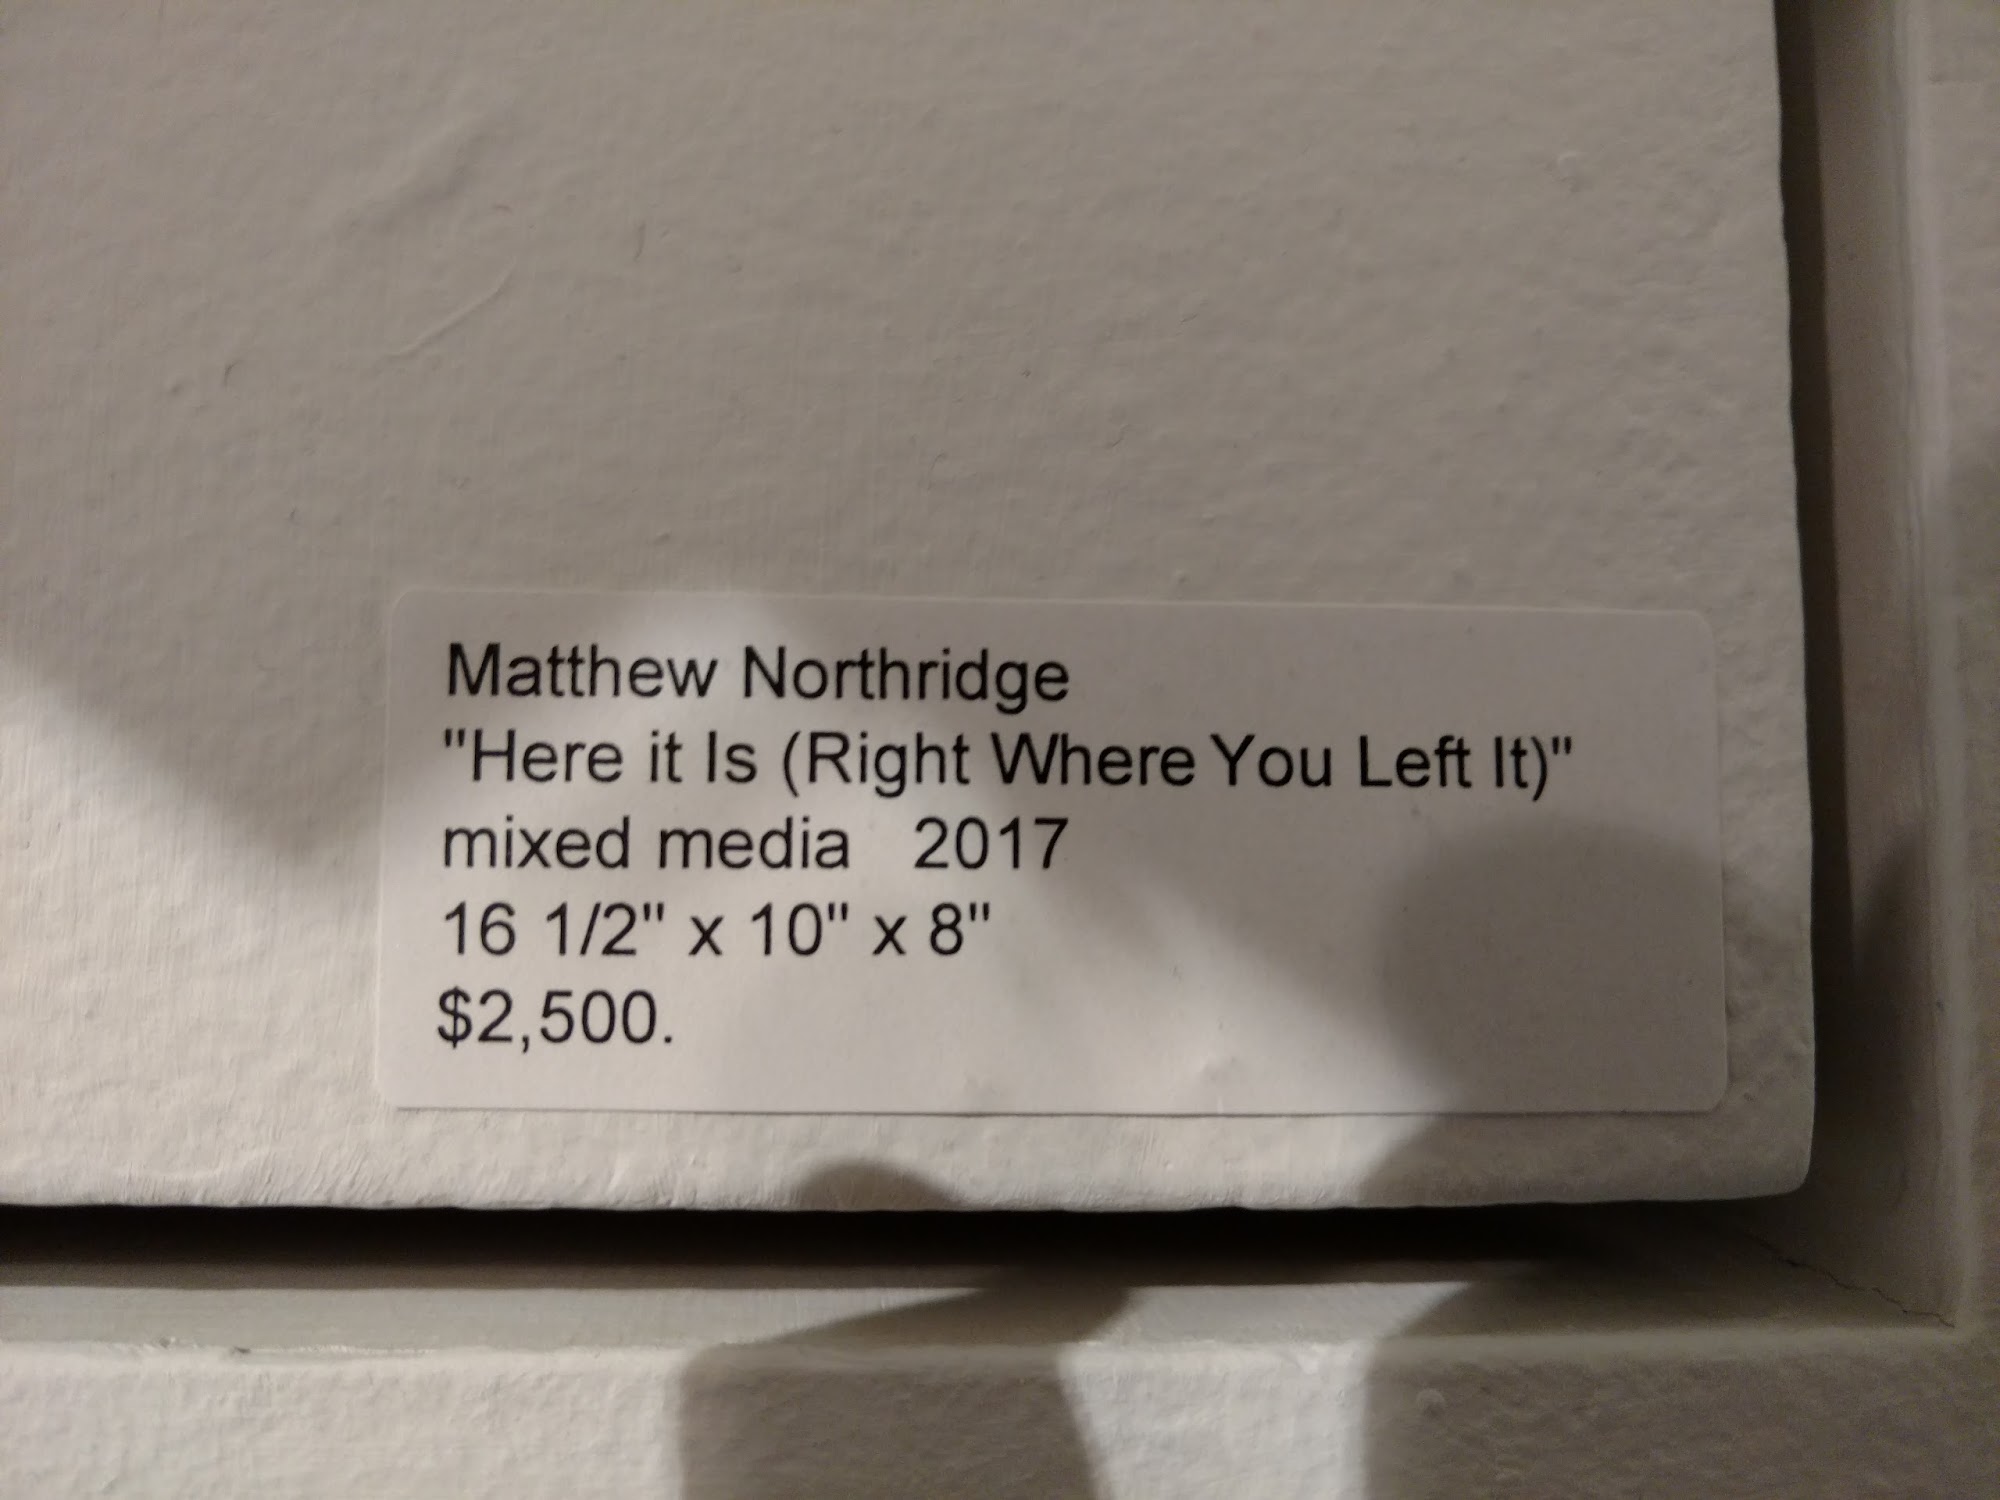 Matthew Northridge
"Here it Is (Right Where You Left It)"
mixed media 2017
16 1/2" x 10" x 8"
$2,500.